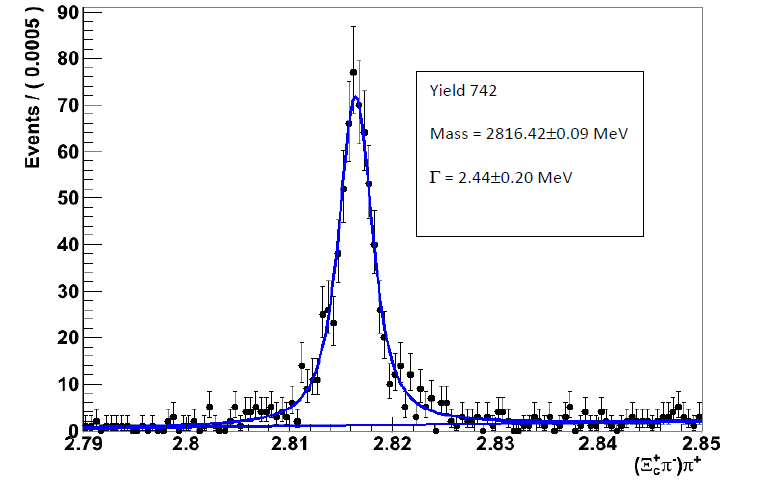 Events / ( 0.0005 )
90
80
70
60
50
40
30
20
10
0
Yield 742
Mass = 2816.42±0.09 MeV
Γ = 2.44±0.20 MeV
2.79 2.8 2.81 2.82 2.83 2.84 2.85
(Ξc+π-)π+